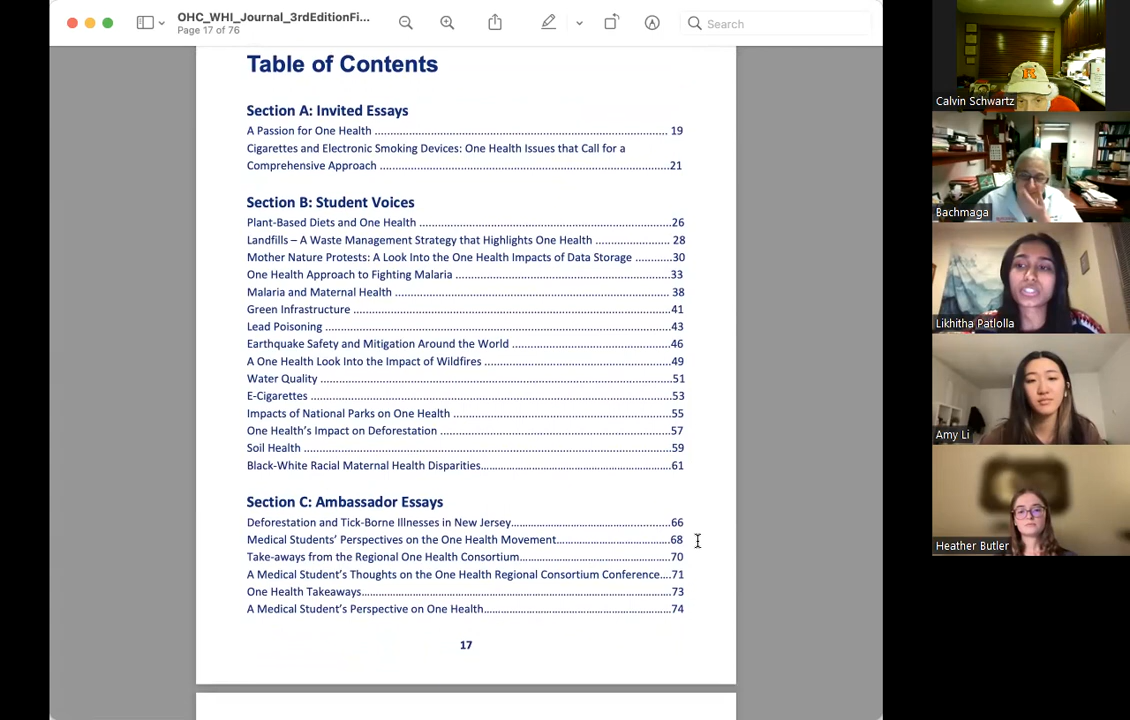 OHC_WHI_Journal_3rdEditionFi...
Page 17 of 76
Search
Table of Contents
Section A: Invited Essays
A Passion for One Health ........................................................................................... 19
Cigarettes and Electronic Smoking Devices: One Health Issues that Call for a
Comprehensive Approach ..........................................................................................21
Section B: Student Voices
Plant-Based Diets and One Health ................................................................................26
Landfills – A Waste Management Strategy that Highlights One Health ....................... 28
Mother Nature Protests: A Look Into the One Health Impacts of Data Storage ............30
One Health Approach to Fighting Malaria ....................................................................33
Malaria and Maternal Health ...................................................................................... 38
Green Infrastructure ....................................................................................................41
Lead Poisoning ............................................................................................................43
Earthquake Safety and Mitigation Around the World ...................................................46
A One Health Look Into the Impact of Wildfires ............................................................49
Water Quality ..............................................................................................................51
E-Cigarettes .................................................................................................................53
Impacts of National Parks on One Health .....................................................................55
One Health’s Impact on Deforestation .........................................................................57
Soil Health ...................................................................................................................59
Black-White Racial Maternal Health Disparities............................................................61
Section C: Ambassador Essays
Deforestation and Tick-Borne Illnesses in New Jersey...................................................66
Medical Students’ Perspectives on the One Health Movement.....................................68
Take-aways from the Regional One Health Consortium................................................70
A Medical Student’s Thoughts on the One Health Regional Consortium Conference....71
One Health Takeaways.................................................................................................73
A Medical Student’s Perspective on One Health...........................................................74
17
Calvin Schwartz
R
Bachmaga
Likhitha Patlolla
Amy Li
Heather Butler